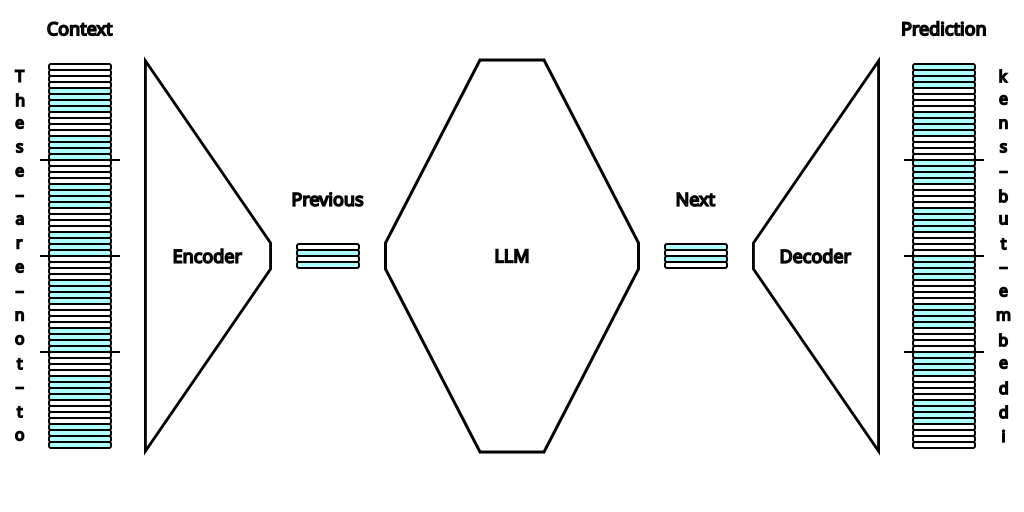 Context
Prediction
T
h
e
s
e
–
a
r
e
–
n
o
t
–
t
o
Encoder
Previous
LLM
Next
Decoder
k
e
n
s
–
b
u
t
–
e
m
b
e
d
d
i